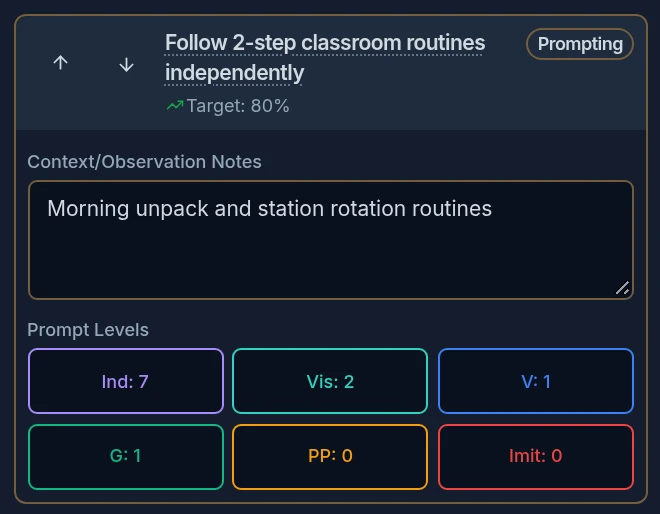 Follow 2-step classroom routines
independently
Prompting
Target: 80%
Context/Observation Notes
Morning unpack and station rotation routines
Prompt Levels
Ind: 7
Vis: 2
V: 1
G: 1
PP: 0
Imit: 0